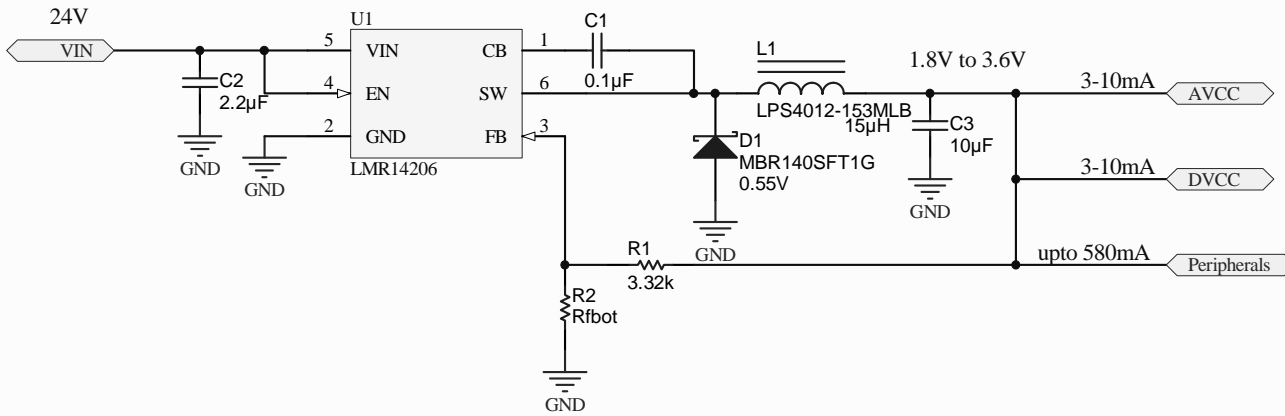 24V
VIN
C2
2.2µF
GND
GND
U1
5
VIN
4
EN
2
GND
CB
1
SW
6
FB
3
LMR14206
C1
0.1µF
L1
LPS4012-153MLB
15µH
D1
MBR140SFT1G
0.55V
GND
1.8V to 3.6V
C3
10µF
GND
3-10mA
AVCC
3-10mA
DVCC
upto 580mA
Peripherals
R1
3.32k
R2
Rfbot
GND